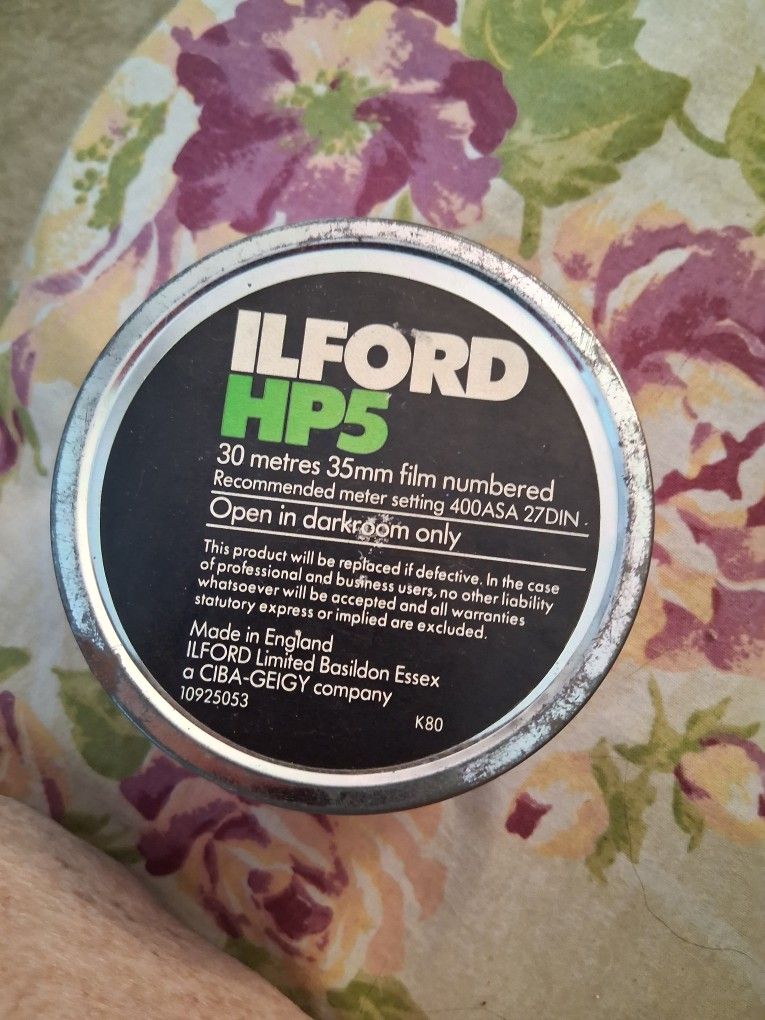 ILFORD
HP5
30 metres 35mm film numbered
Recommended meter setting 400ASA 27DIN
Open in darkroom only
This product will be replaced if defective. In the case
of professional and business users, no other liability
whatsoever will be accepted and all warranties
statutory express or implied are excluded.
Made in England
ILFORD Limited Basildon Essex
a CIBA-GEIGY company
10925053
K80